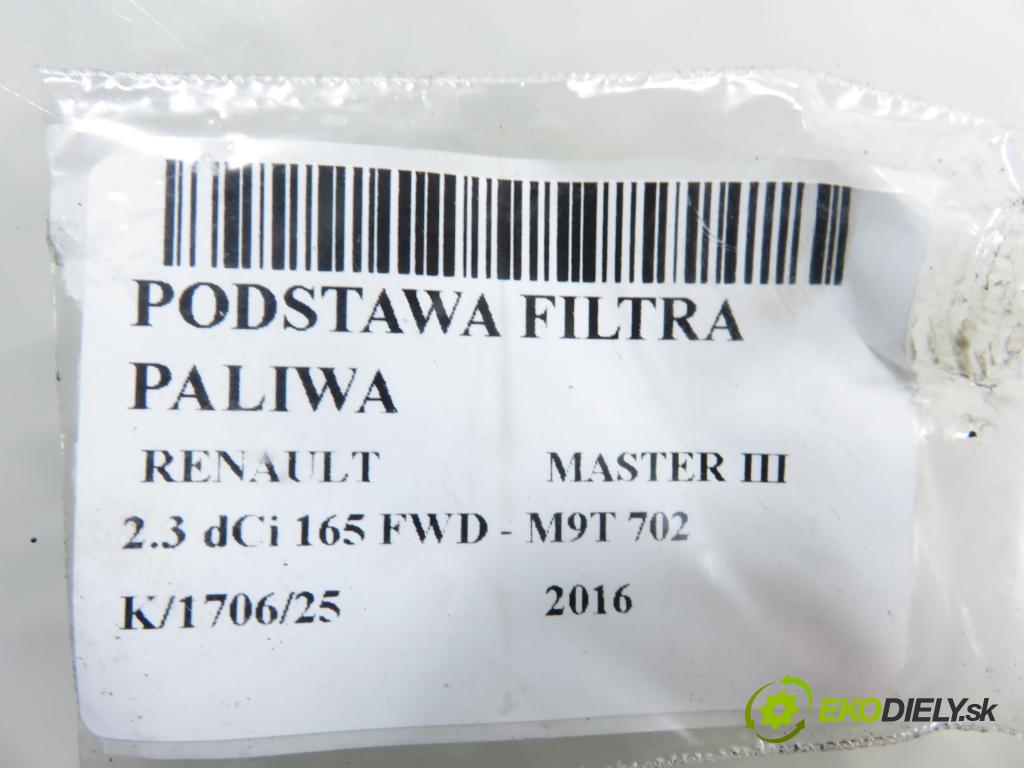 PODSTAWA FILTRA
PALIWA
RENAULT MASTER III
2.3 dCi 165 FWD - M9T 702
K/1706/25 2016
EKODIELY.sk